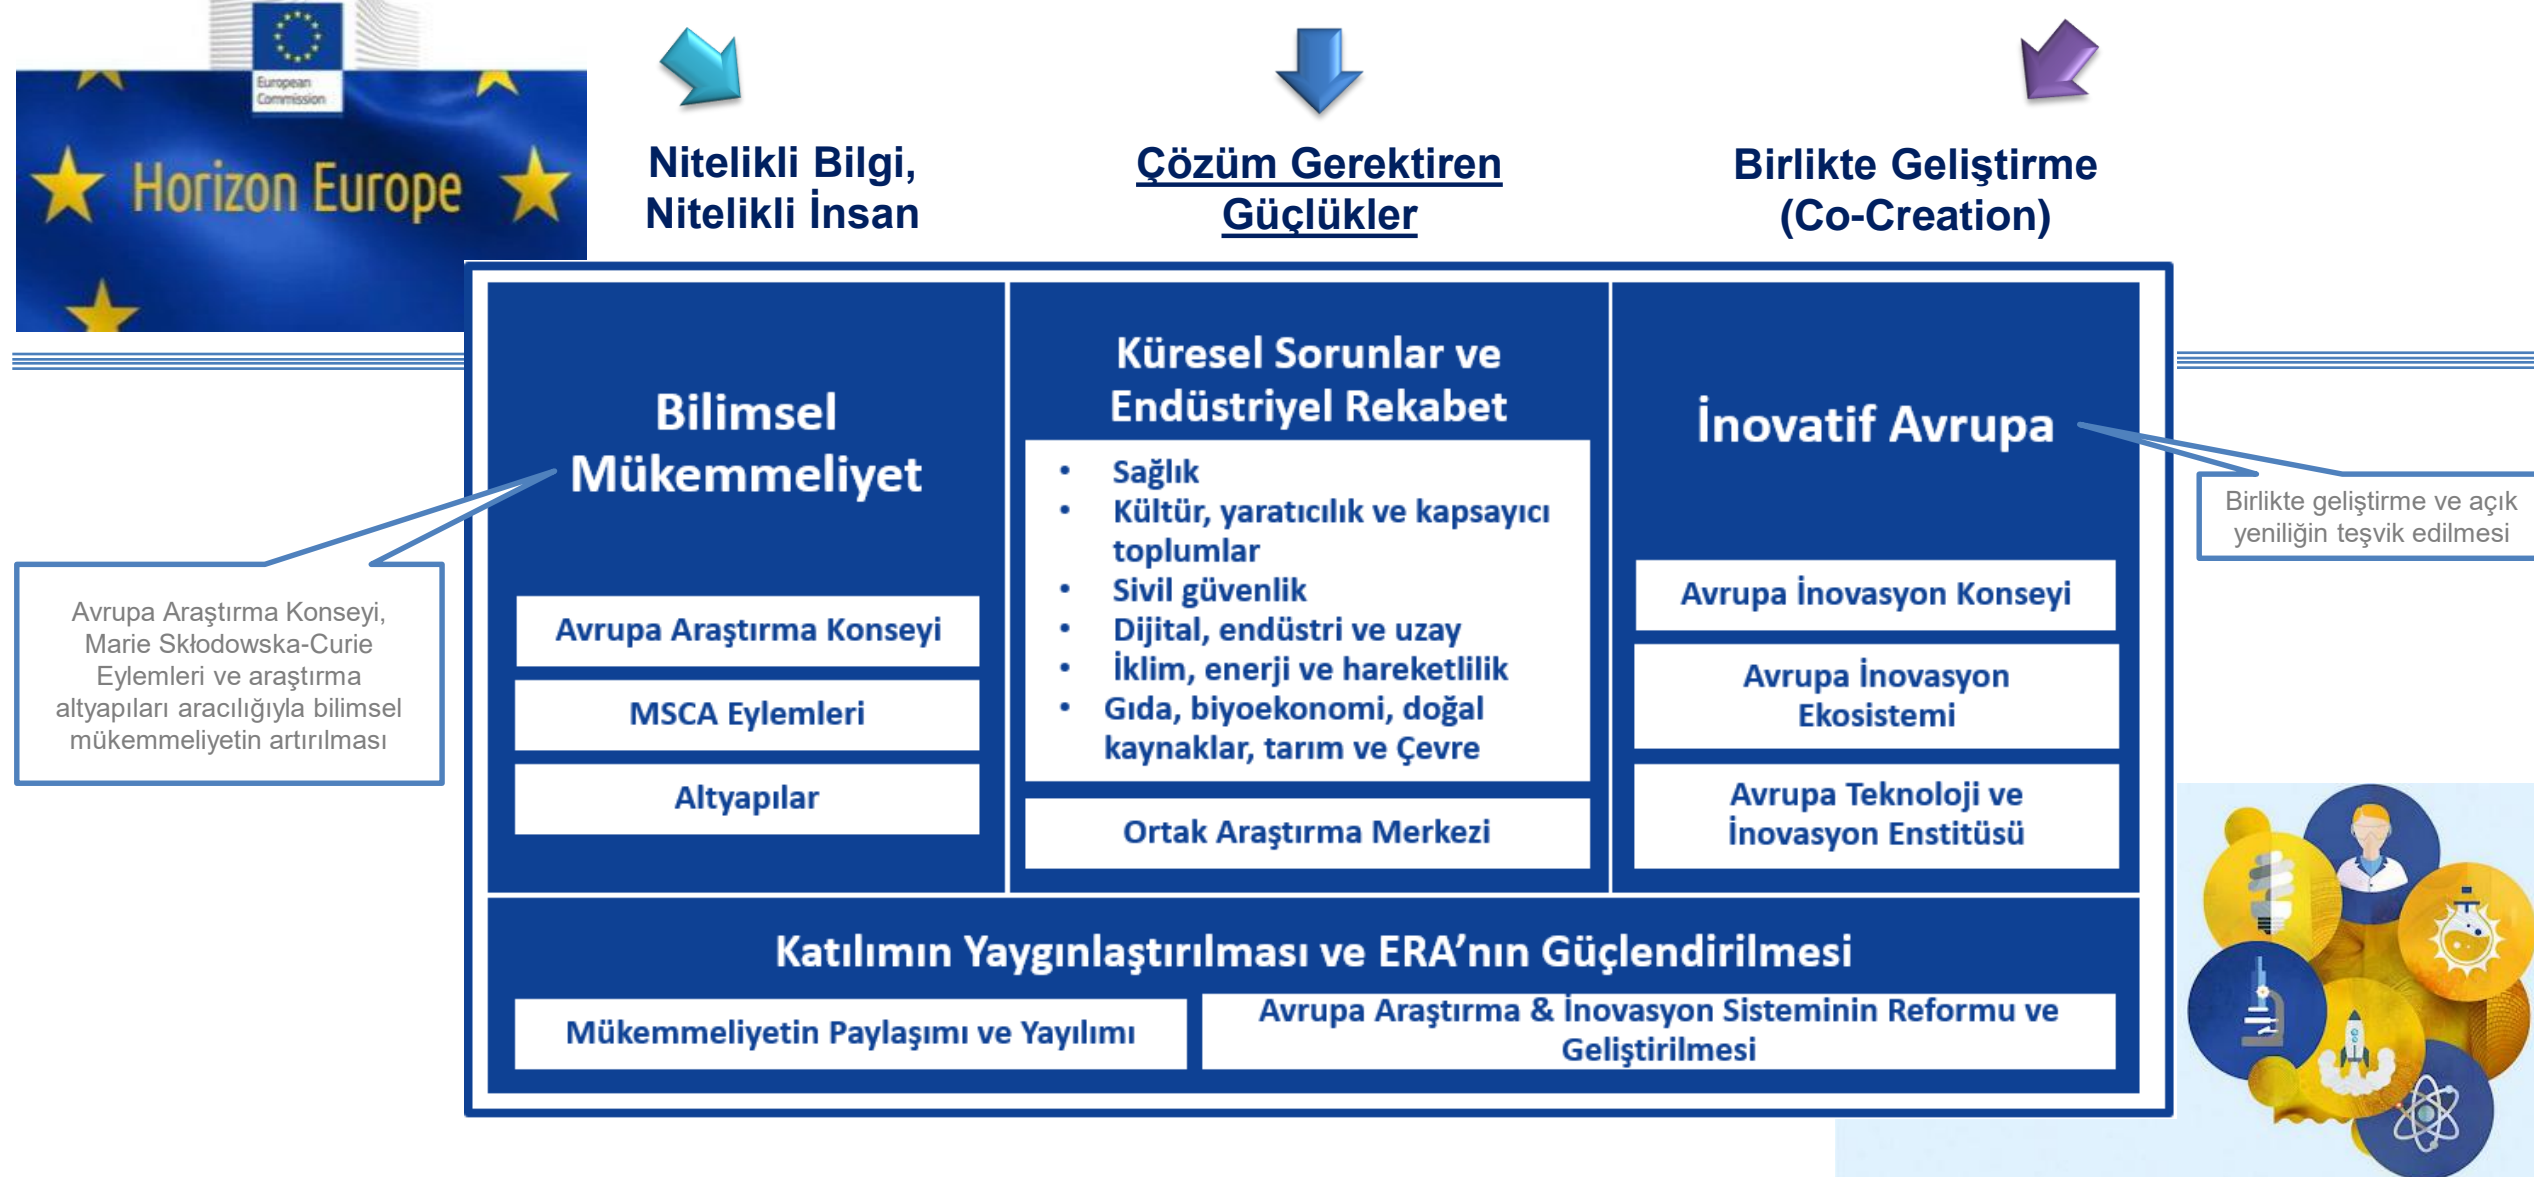 European
Commission
Horizon Europe
Nitelikli Bilgi,
Nitelikli İnsan
Çözüm Gerektiren
Güçlükler
Birlikte Geliştirme
(Co-Creation)
Bilimsel
Mükemmeliyet
Avrupa Araştırma Konseyi
MSCA Eylemleri
Altyapılar
Avrupa Araştırma Konseyi,
Marie Skłodowska-Curie
Eylemleri ve araştırma
altyapıları aracılığıyla bilimsel
mükemmeliyetin artırılması
Küresel Sorunlar ve
Endüstriyel Rekabet
• Sağlık
• Kültür, yaratıcılık ve kapsayıcı
toplumlar
• Sivil güvenlik
• Dijital, endüstri ve uzay
• İklim, enerji ve hareketlilik
• Gıda, biyoekonomi, doğal
kaynaklar, tarım ve Çevre
Ortak Araştırma Merkezi
İnovatif Avrupa
Avrupa İnovasyon Konseyi
Avrupa İnovasyon
Ekosistemi
Avrupa Teknoloji ve
İnovasyon Enstitüsü
Birlikte geliştirme ve açık
yeniliğin teşvik edilmesi
Katılımın Yaygınlaştırılması ve ERA’nın Güçlendirilmesi
Mükemmeliyetin Paylaşımı ve Yayılımı
Avrupa Araştırma & İnovasyon Sisteminin Reformu ve
Geliştirilmesi